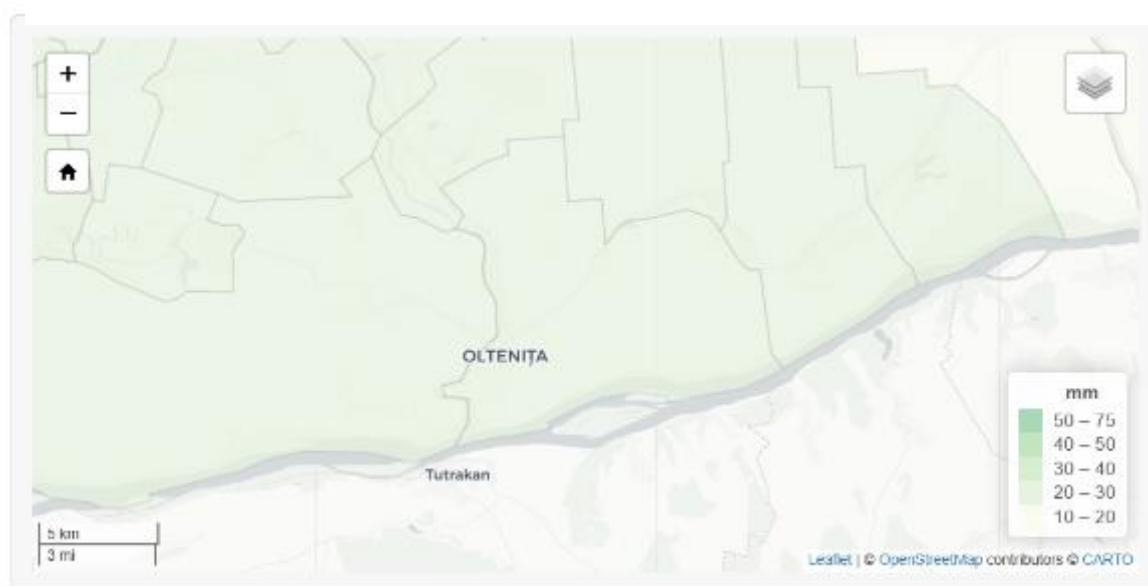 +
−
OLTENIȚA
Tutrakan
mm
50 – 75
40 – 50
30 – 40
20 – 30
10 – 20
5 km
3 mi
Leaflet | © OpenStreetMap contributors © CARTO